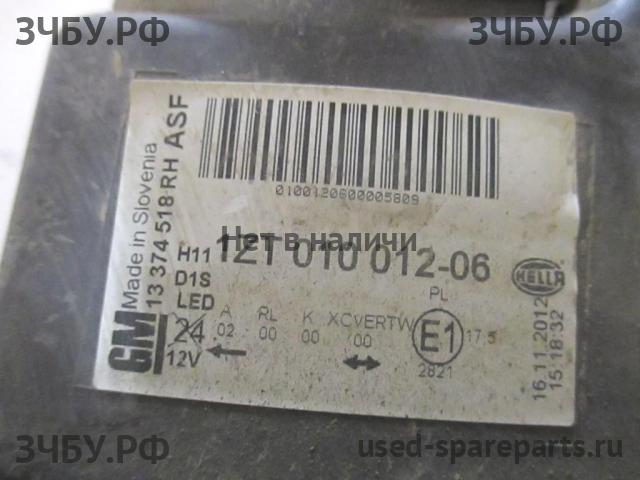 ЗЧБУ.РФ
ЗЧБУ.РФ
0100120600005809
GM
Made in Slovenia
13 374 518 RH ASF
H11
D1S
LED
24
12V
1ZT 010 012-06
Нет в наличии
HELLA
A RL K XCvERTW PL
02 00 00 00
E1
17.5
2821
16.11.2012
15:18:32
ЗЧБУ.РФ
used-spareparts.ru